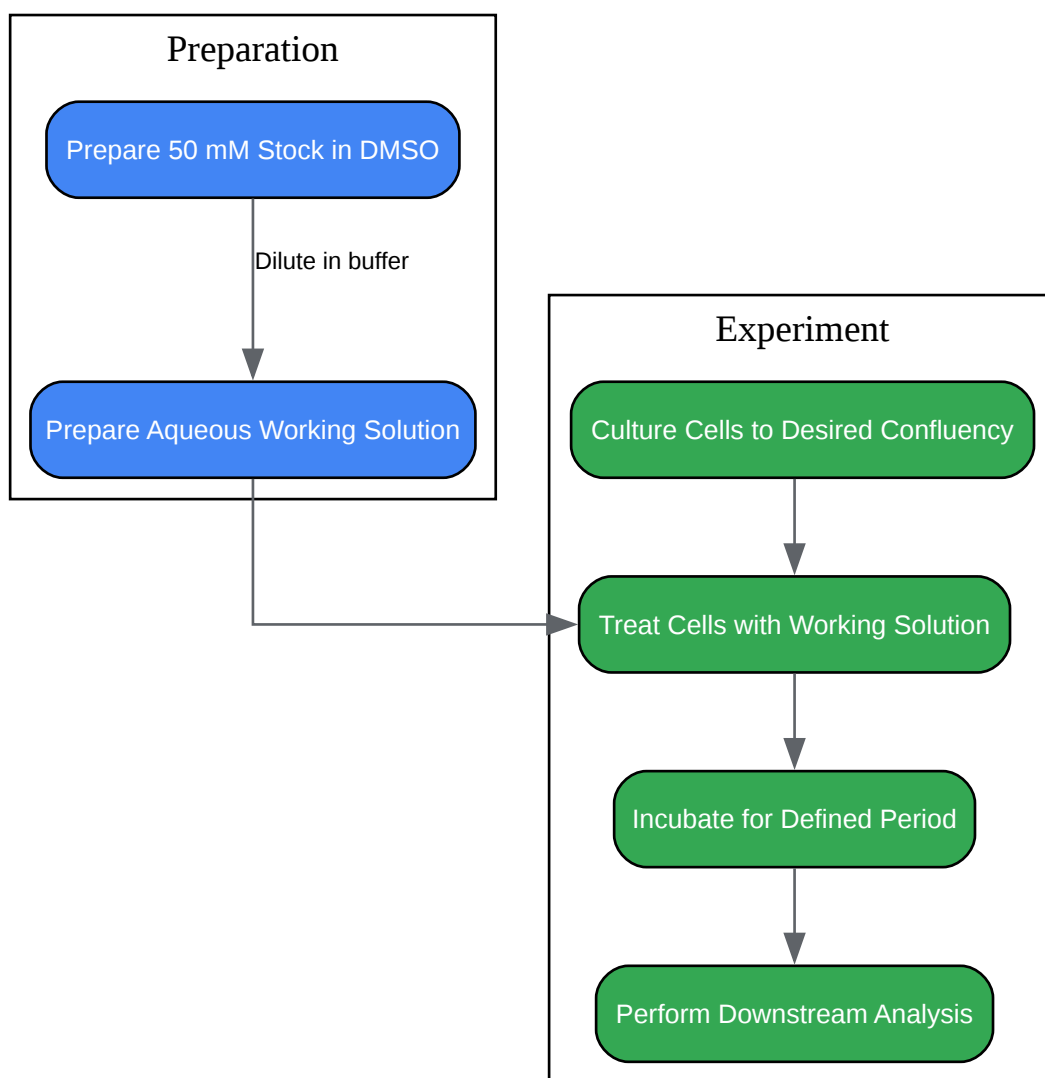 Preparation
Prepare 50 mM Stock in DMSO
Dilute in buffer
Prepare Aqueous Working Solution
Experiment
Culture Cells to Desired Confluency
Treat Cells with Working Solution
Incubate for Defined Period
Perform Downstream Analysis